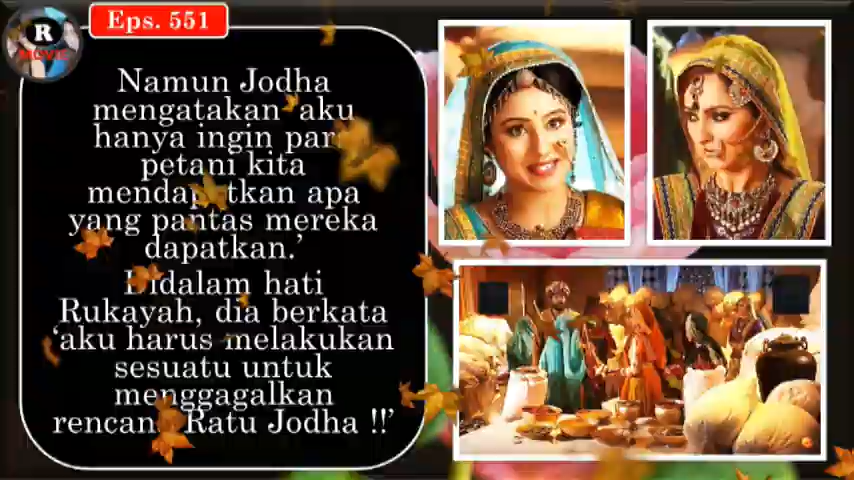 R
MOVIE
Eps. 551
Namun Jodha
mengatakan 'aku
hanya ingin para
petani kita
mendapatkan apa
yang pantas mereka
dapatkan.'
Didalam hati
Rukayah, dia berkata
'aku harus melakukan
sesuatu untuk
menggagalkan
rencana Ratu Jodha !!'